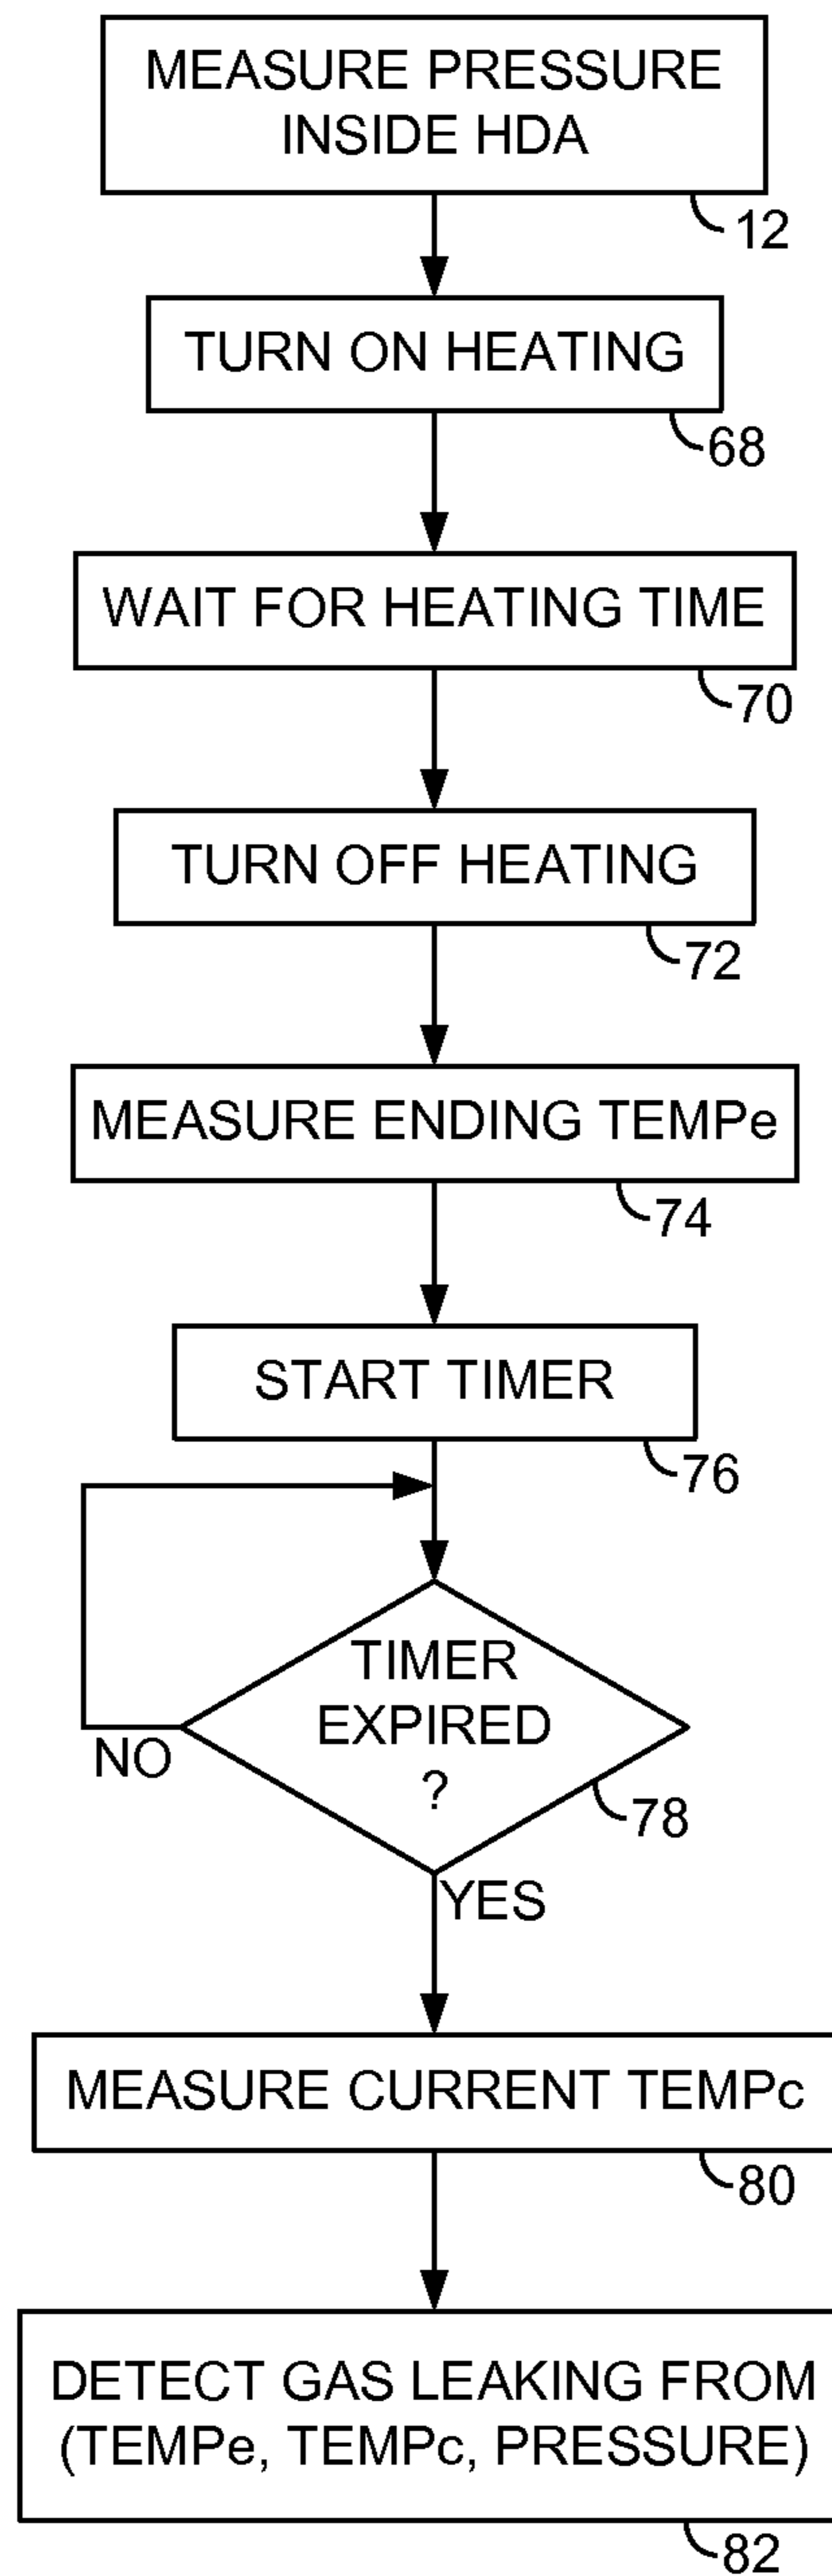 MEASURE PRESSURE
INSIDE HDA
12
TURN ON HEATING
68
WAIT FOR HEATING TIME
70
TURN OFF HEATING
72
MEASURE ENDING TEMPe
74
START TIMER
76
TIMER
EXPIRED
?
NO
78
YES
MEASURE CURRENT TEMPc
80
DETECT GAS LEAKING FROM
(TEMPe, TEMPc, PRESSURE)
82